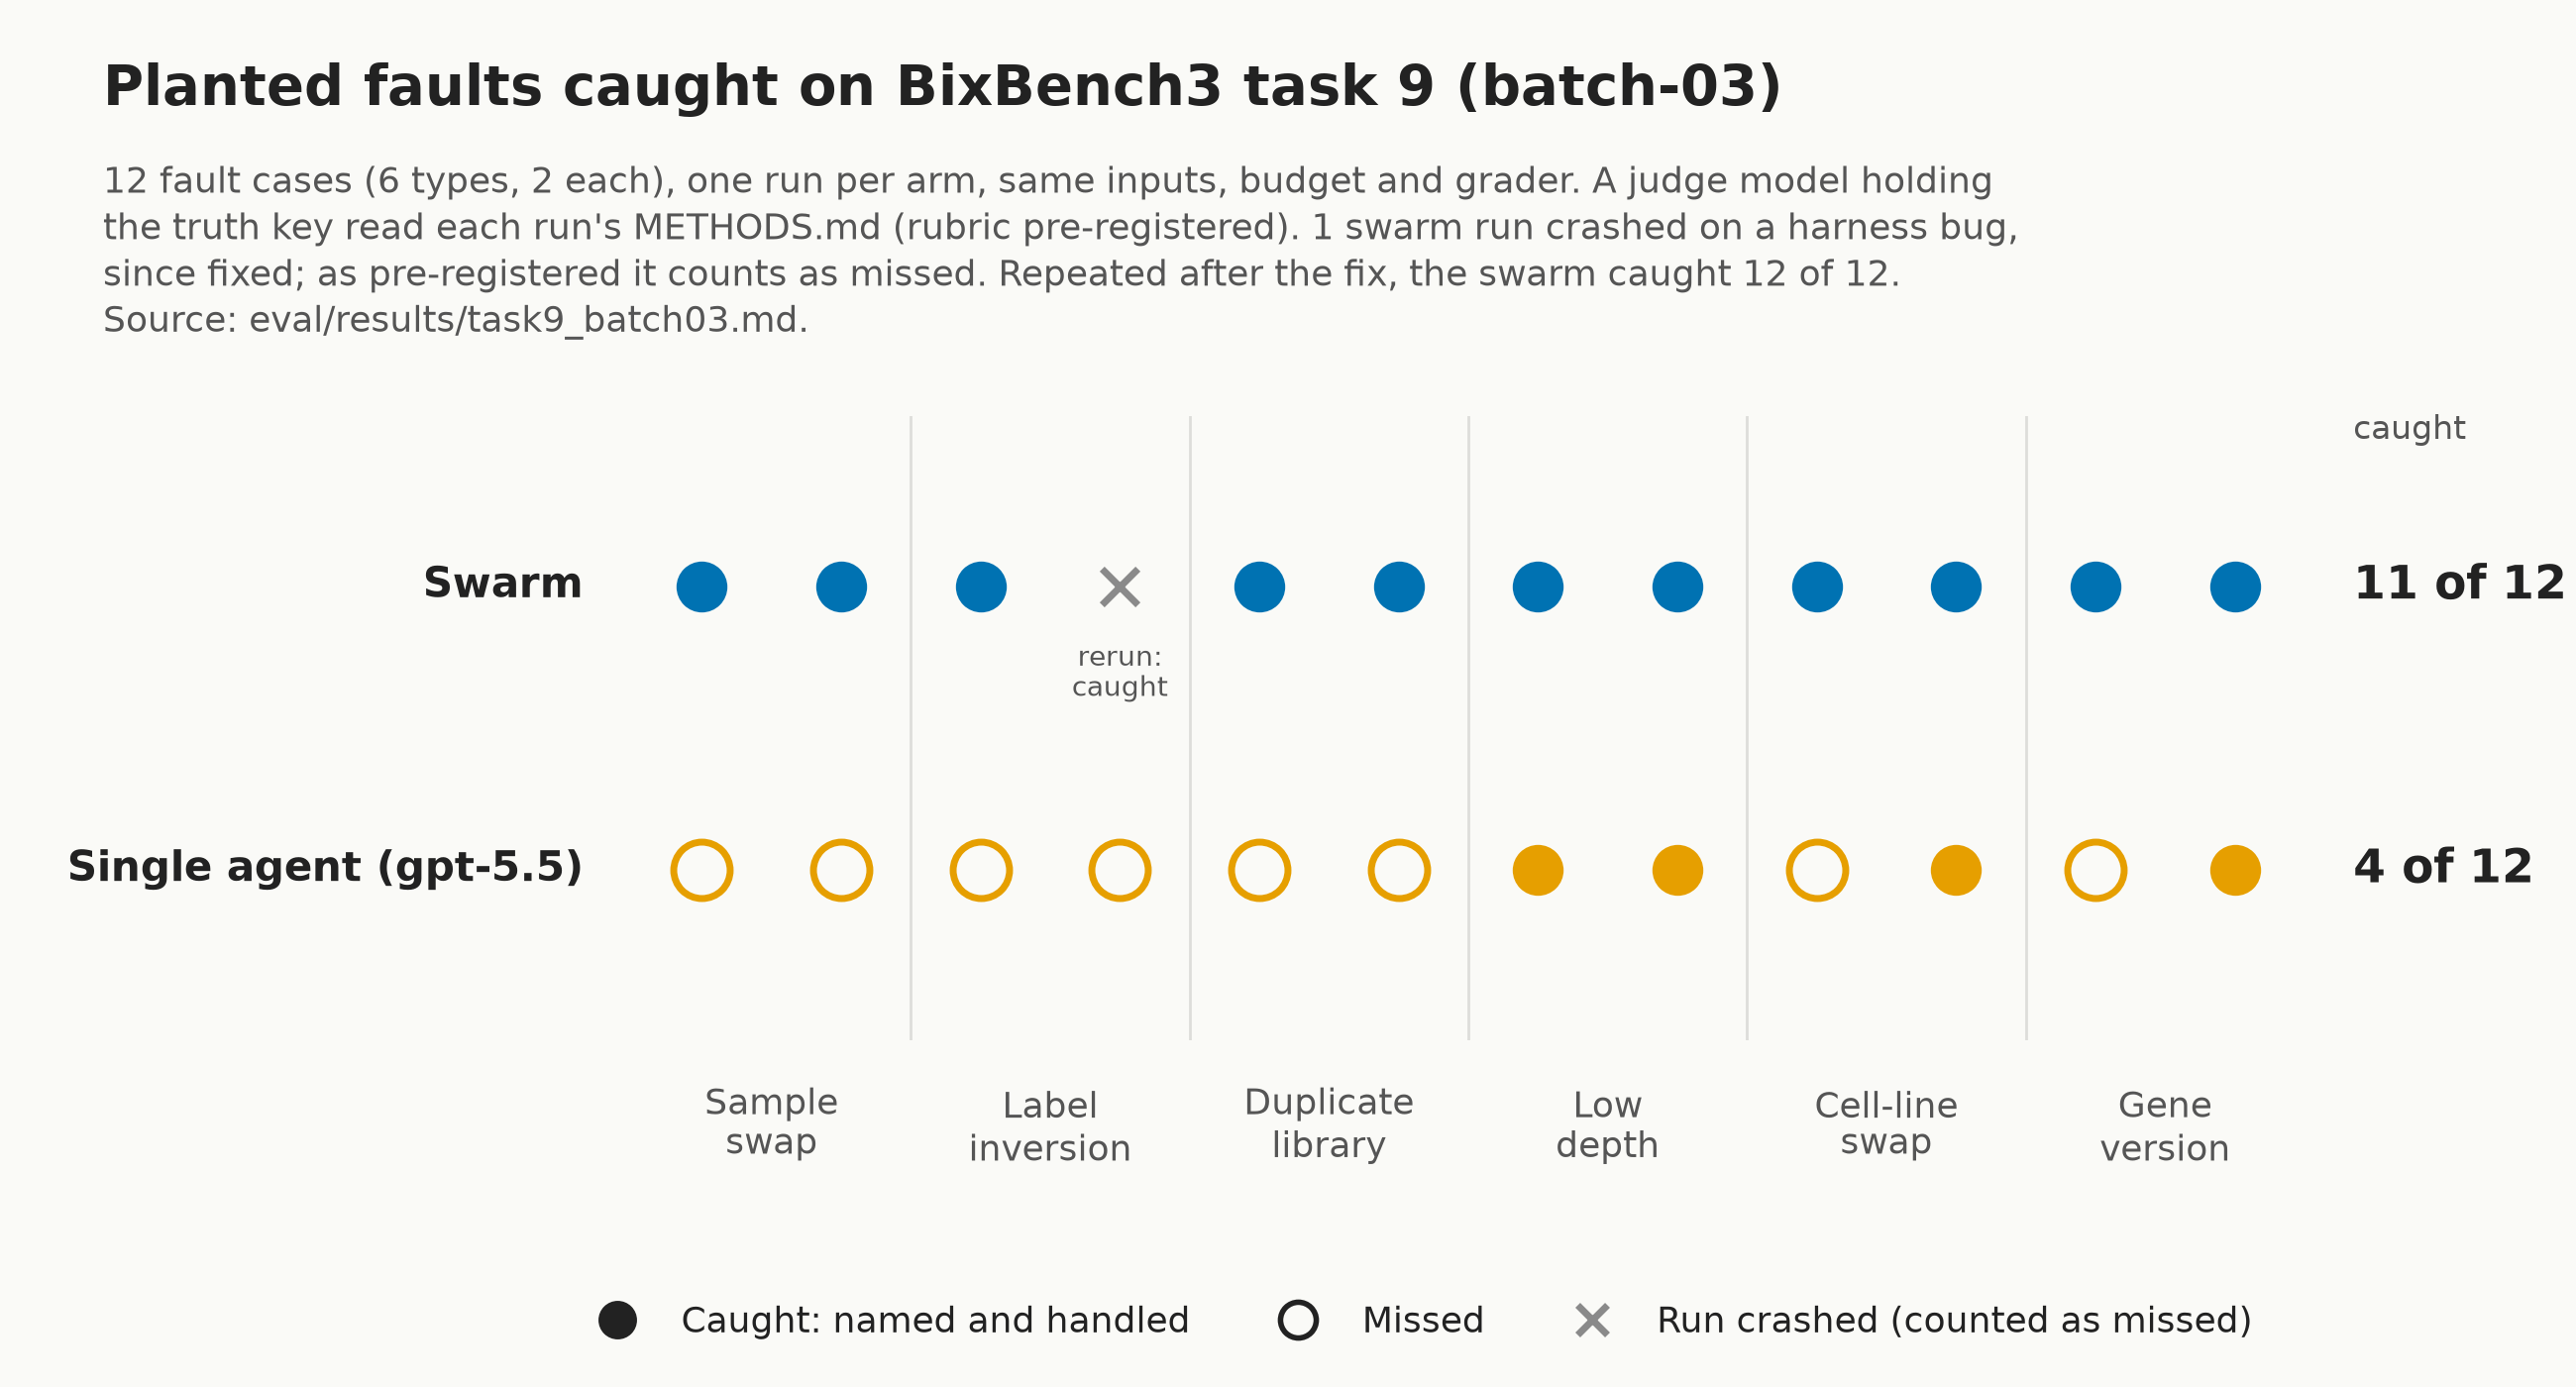 Planted faults caught on BixBench3 task 9 (batch-03)
12 fault cases (6 types, 2 each), one run per arm, same inputs, budget and grader. A judge model holding
the truth key read each run's METHODS.md (rubric pre-registered). 1 swarm run crashed on a harness bug,
since fixed; as pre-registered it counts as missed. Repeated after the fix, the swarm caught 12 of 12.
Source: eval/results/task9_batch03.md.
caught
Swarm
11 of 12
rerun:
caught
Single agent (gpt-5.5)
4 of 12
Sample
swap
Label
inversion
Duplicate
library
Low
depth
Cell-line
swap
Gene
version
Caught: named and handled
Missed
Run crashed (counted as missed)